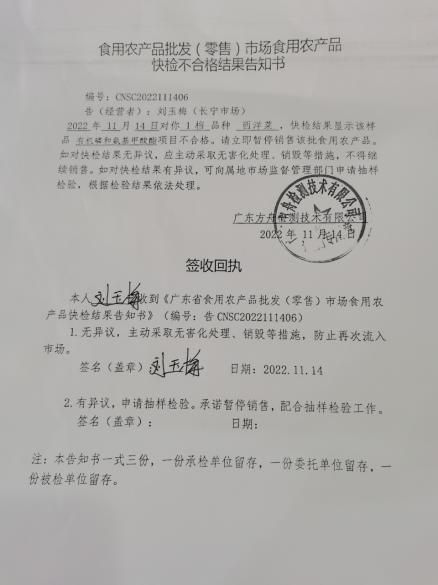 食用农产品批发（零售）市场食用农产品
快检不合格结果告知书
编号：CNSC2022111406
告（经营者）：刘玉梅（长宁市场）
2022 年 11 月 14 日对你 1 档 品种 西洋菜 ，快检结果显示该样
品 有机磷和氨基甲酸酯项目不合格。请立即暂停销售该批食用农产品。
如对快检结果无异议，应主动采取无害化处理、销毁等措施，不得继
续销售。如对快检结果有异议，可向属地市场监督管理部门申请抽样
检验，根据检验结果依法处理。
广东方舟检测技术有限公司
2022 年 11 月 14 日
签收回执
本人刘玉梅收到《广东省食用农产品批发（零售）市场食用农
产品快检结果告知书》（编号：告 CNSC2022111406）
1. 无异议，主动采取无害化处理、销毁等措施，防止再次流入
市场。
签名（盖章）刘玉梅 日期：2022.11.14
2. 有异议，申请抽样检验。承诺暂停销售，配合抽样检验工作。
签名（盖章）： 日期：
注：本告知书一式三份，一份承检单位留存，一份委托单位留存，一
份被检单位留存。